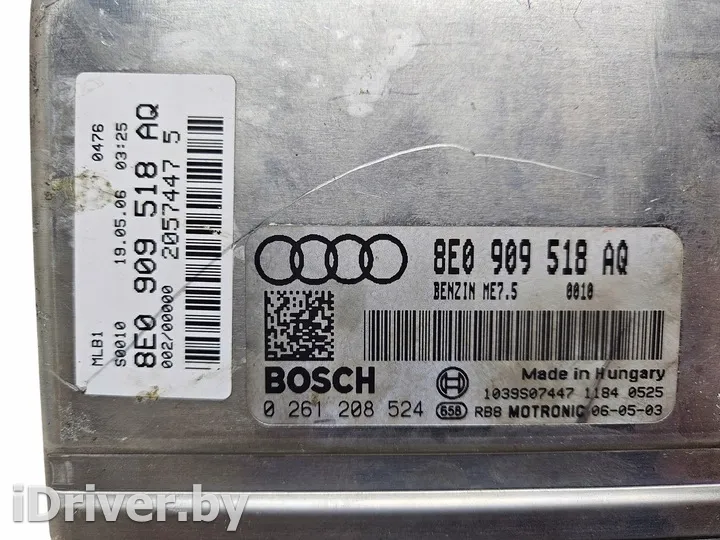 MLB1 0476
S0010 19.05.06 03:25
8E0 909 518 AQ
002/00000 2057447 5
8E0 909 518 AQ
BENZIN ME7.5 0010
BOSCH
Made in Hungary
1039S07447 1184 0525
0 261 208 524
658 RB8 MOTRONIC 06-05-03
iDriver.by